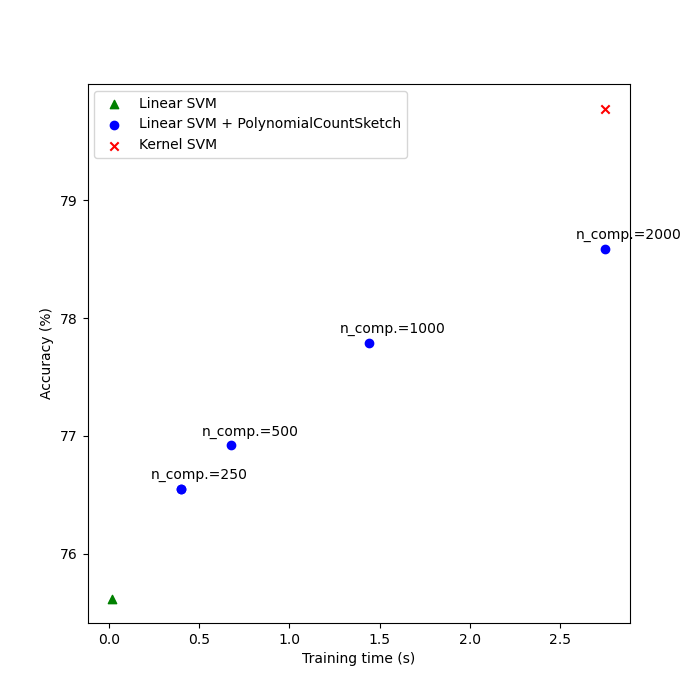 Linear SVM
Linear SVM + PolynomialCountSketch
Kernel SVM
n_comp.=2000
n_comp.=1000
n_comp.=500
n_comp.=250
79
78
77
76
Accuracy (%)
0.0 0.5 1.0 1.5 2.0 2.5
Training time (s)